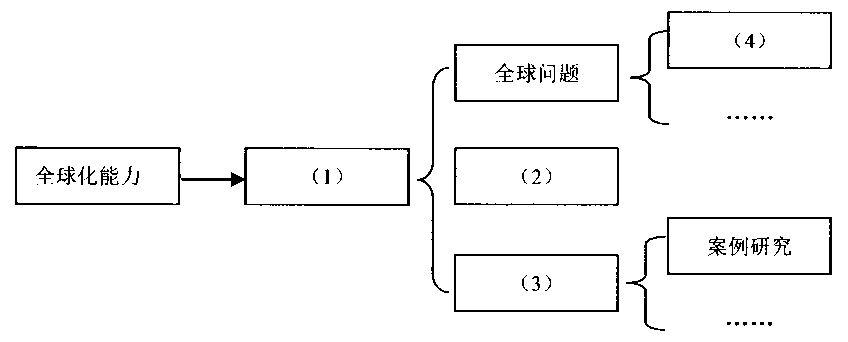 全球化能力
（1）
全球问题
（2）
（3）
（4）
……
案例研究
……